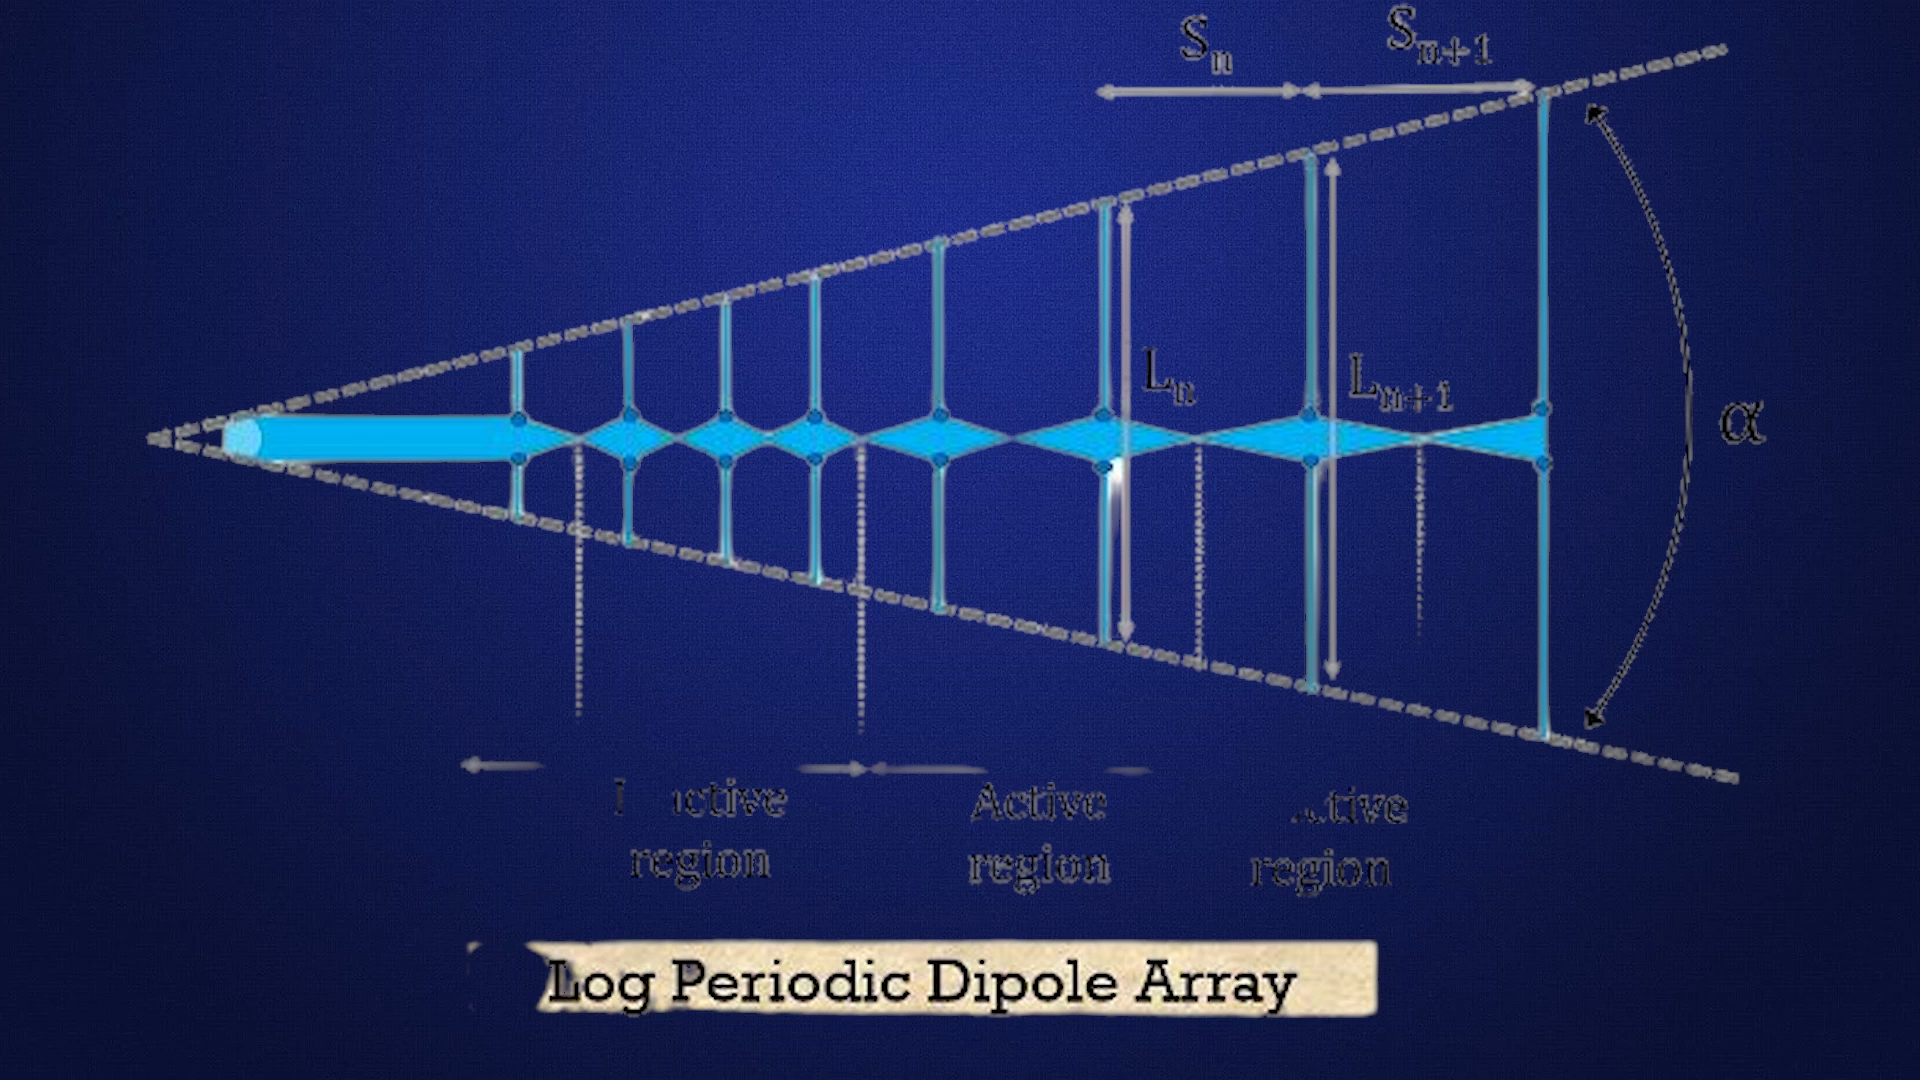 Sn
Sn+1
Ln
Ln+1
α
Active
region
region
region
Log Periodic Dipole Array